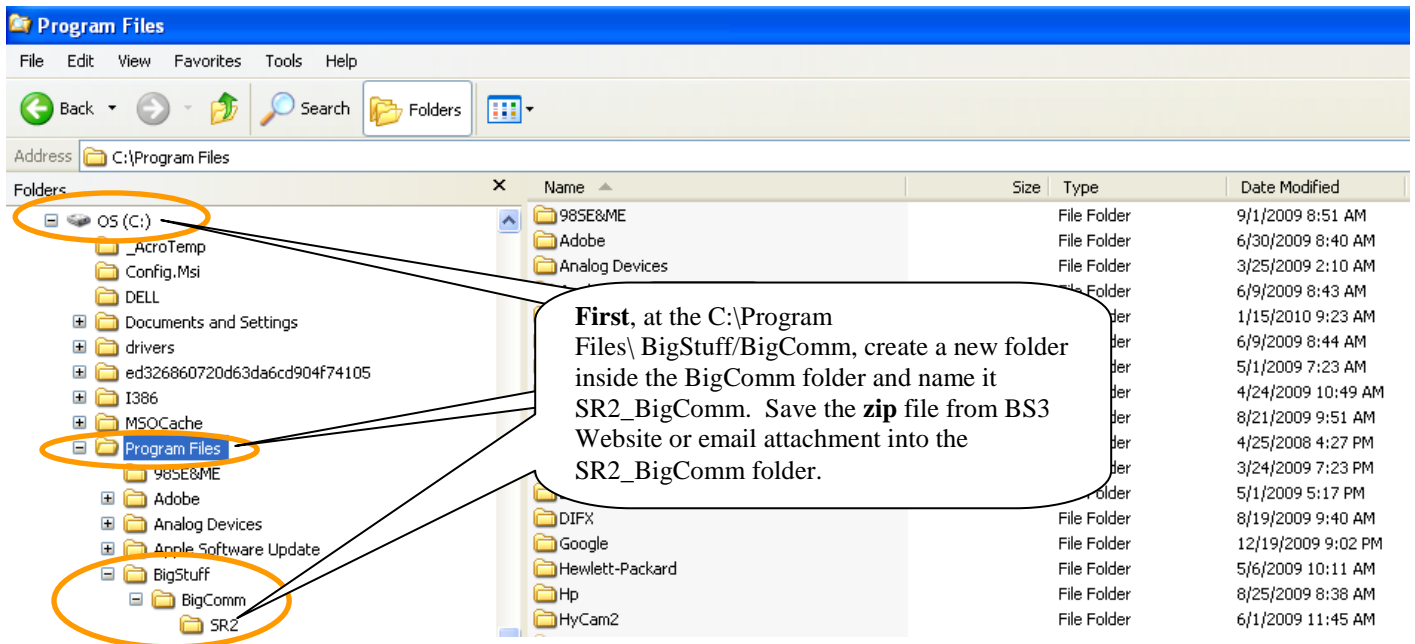 Program Files
File Edit View Favorites Tools Help
Back Search Folders
Address C:\Program Files
Folders
OS (C:)
_AcroTemp
Config.Msi
DELL
Documents and Settings
drivers
ed326860720d63da6cd904f74105
I386
MSOCache
Program Files
98SE&ME
Adobe
Analog Devices
Apple Software Update
BigStuff
BigComm
SR2
Name Size Type Date Modified
98SE&ME File Folder 9/1/2009 8:51 AM
Adobe File Folder 6/30/2009 8:40 AM
Analog Devices File Folder 3/25/2009 2:10 AM
6/9/2009 8:43 AM
1/15/2010 9:23 AM
6/9/2009 8:44 AM
5/1/2009 7:23 AM
4/24/2009 10:49 AM
8/21/2009 9:51 AM
4/25/2008 4:27 PM
3/24/2009 7:23 PM
5/1/2009 5:17 PM
DIFX File Folder 8/19/2009 9:40 AM
Google File Folder 12/19/2009 9:02 PM
Hewlett-Packard File Folder 5/6/2009 10:11 AM
Hp File Folder 8/25/2009 8:38 AM
HyCam2 File Folder 6/1/2009 11:45 AM
First, at the C:\Program
Files\ BigStuff/BigComm, create a new folder
inside the BigComm folder and name it
SR2_BigComm. Save the zip file from BS3
Website or email attachment into the
SR2_BigComm folder.